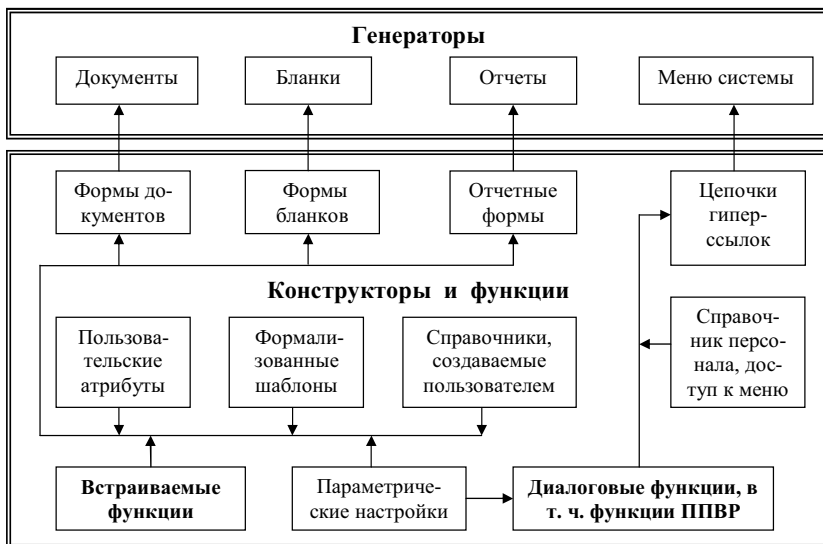 Генераторы
Документы
Бланки
Отчеты
Меню системы
Формы до-
кументов
Формы
бланков
Отчетные
формы
Цепочки
гипер-
ссылок
Конструкторы и функции
Пользова-
тельские
атрибуты
Формали-
зованные
шаблоны
Справочники,
создаваемые
пользователем
Справоч-
ник персо-
нала, дос-
туп к меню
Встраиваемые
функции
Параметриче-
ские настройки
Диалоговые функции, в
т. ч. функции ППВР